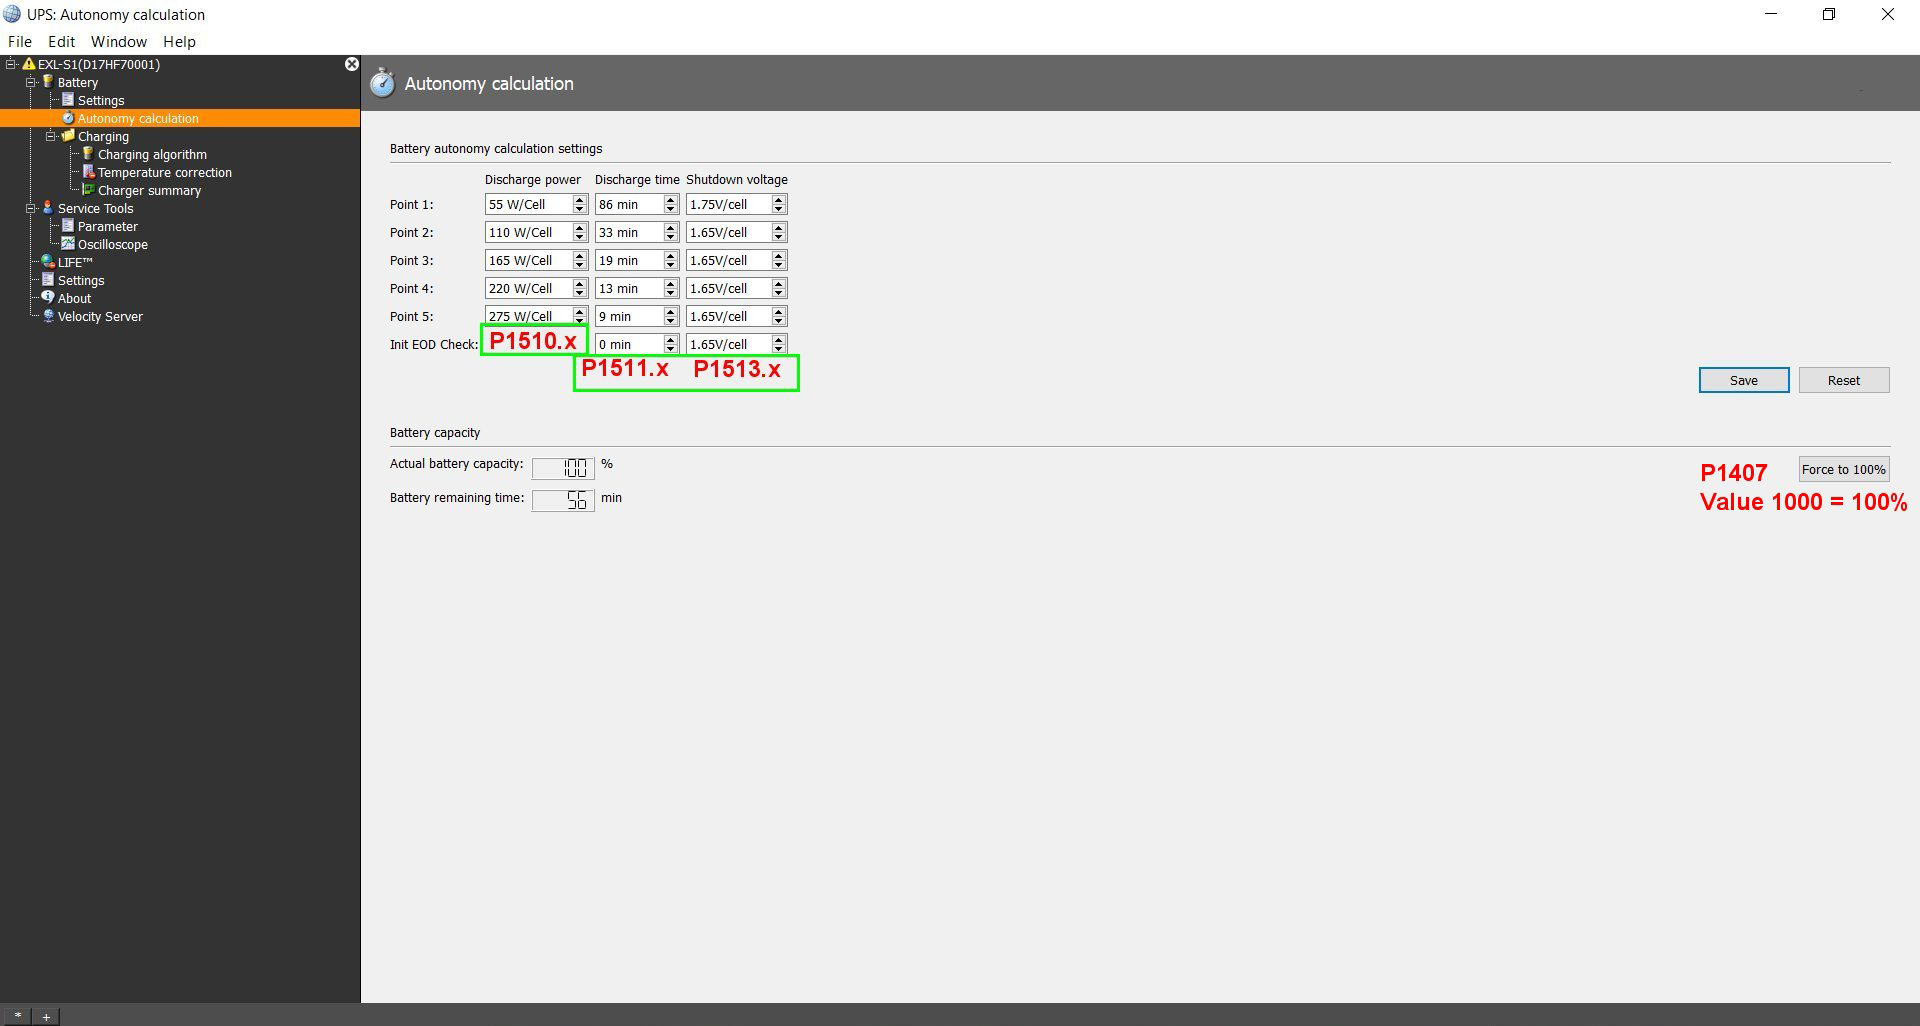 UPS: Autonomy calculation
File Edit Window Help
EXL-S1(D17HF70001)
Battery
Settings
Autonomy calculation
Charging
Charging algorithm
Temperature correction
Charger summary
Service Tools
Parameter
Oscilloscope
LIFE™
Settings
About
Velocity Server
Autonomy calculation
Battery autonomy calculation settings
Discharge power Discharge time Shutdown voltage
Point 1: 55 W/Cell 86 min 1.75V/cell
Point 2: 110 W/Cell 33 min 1.65V/cell
Point 3: 165 W/Cell 19 min 1.65V/cell
Point 4: 220 W/Cell 13 min 1.65V/cell
Point 5: 275 W/Cell 9 min 1.65V/cell
Init EOD Check: P1510.x 0 min 1.65V/cell
P1511.x P1513.x
Save Reset
Battery capacity
Actual battery capacity: 100 %
Battery remaining time: 56 min
P1407 Force to 100%
Value 1000 = 100%
* +